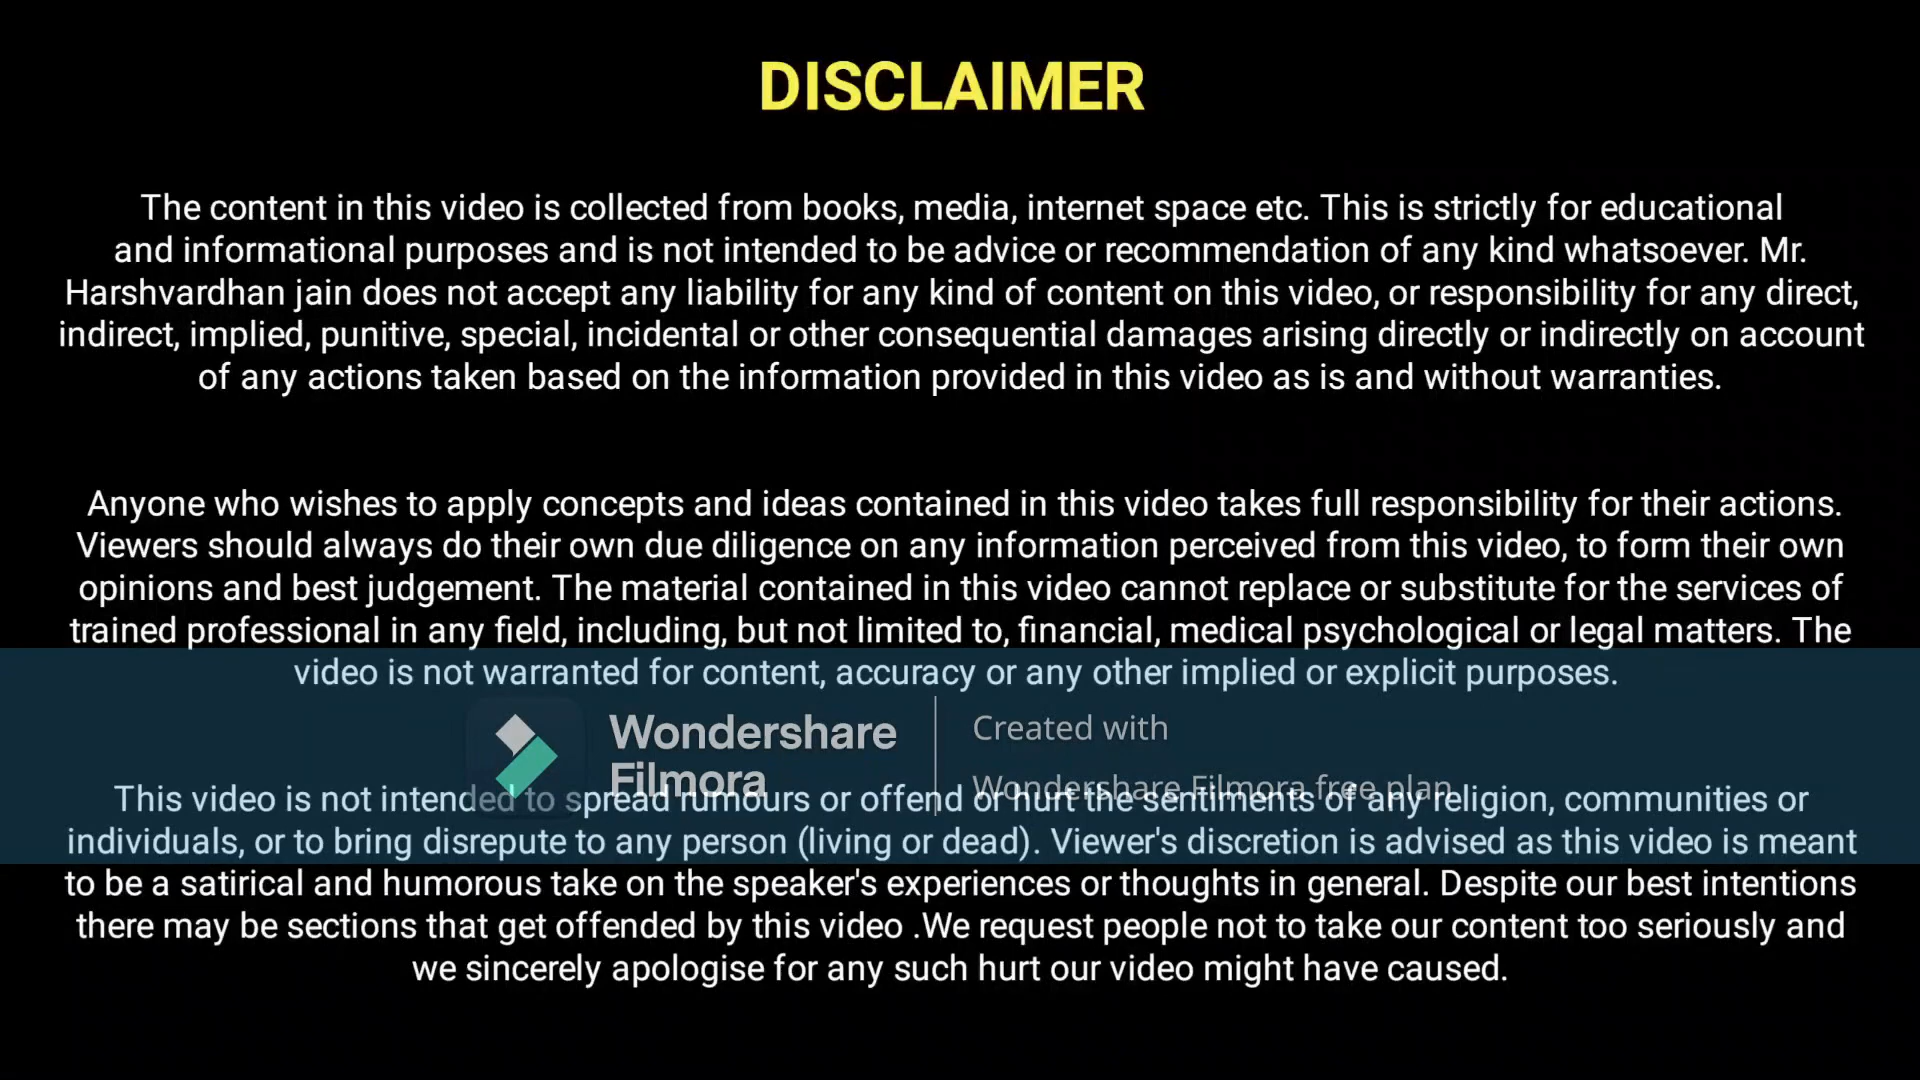 DISCLAIMER
The content in this video is collected from books, media, internet space etc. This is strictly for educational
and informational purposes and is not intended to be advice or recommendation of any kind whatsoever. Mr.
Harshvardhan jain does not accept any liability for any kind of content on this video, or responsibility for any direct,
indirect, implied, punitive, special, incidental or other consequential damages arising directly or indirectly on account
of any actions taken based on the information provided in this video as is and without warranties.
Anyone who wishes to apply concepts and ideas contained in this video takes full responsibility for their actions.
Viewers should always do their own due diligence on any information perceived from this video, to form their own
opinions and best judgement. The material contained in this video cannot replace or substitute for the services of
trained professional in any field, including, but not limited to, financial, medical psychological or legal matters. The
video is not warranted for content, accuracy or any other implied or explicit purposes.
Wondershare
Filmora
Created with
Wondershare Filmora free plan
This video is not intended to spread rumours or offend or hurt the sentiments of any religion, communities or
individuals, or to bring disrepute to any person (living or dead). Viewer's discretion is advised as this video is meant
to be a satirical and humorous take on the speaker's experiences or thoughts in general. Despite our best intentions
there may be sections that get offended by this video .We request people not to take our content too seriously and
we sincerely apologise for any such hurt our video might have caused.